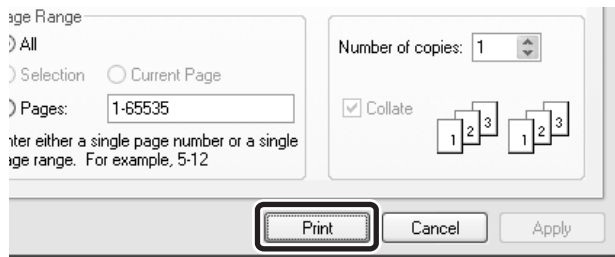 age Range
All
Number of copies: 1
Selection Current Page
Pages: 1-65535
Collate
1 2 3 1 2 3
nter either a single page number or a single
age range. For example, 5-12
Print Cancel Apply